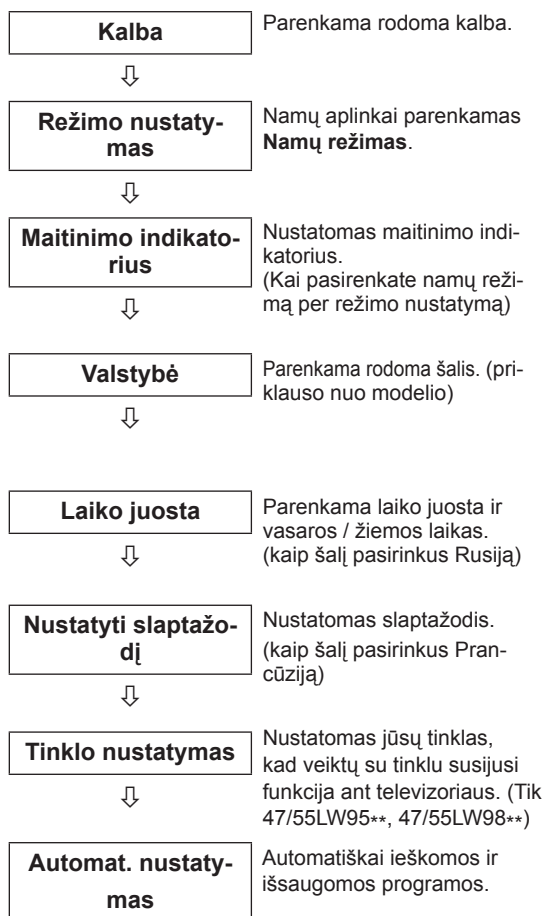 Kalba
Parenkama rodoma kalba.
⇩
Režimo nustaty-
mas
Namų aplinkai parenkamas
Namų režimas.
⇩
Maitinimo indikato-
rius
Nustatomas maitinimo indi-
katorius.
(Kai pasirenkate namų reži-
mą per režimo nustatymą)
⇩
Valstybė
Parenkama rodoma šalis. (pri-
klauso nuo modelio)
⇩
Laiko juosta
Parenkama laiko juosta ir
vasaros / žiemos laikas.
(kaip šalį pasirinkus Rusiją)
⇩
Nustatyti slaptažo-
dį
Nustatomas slaptažodis.
(kaip šalį pasirinkus Pran-
cūziją)
⇩
Tinklo nustatymas
Nustatomas jūsų tinklas,
kad veiktų su tinklu susijusi
funkcija ant televizoriaus. (Tik
47/55LW95**, 47/55LW98**)
⇩
Automat. nustaty-
mas
Automatiškai ieškomos ir
išsaugomos programos.